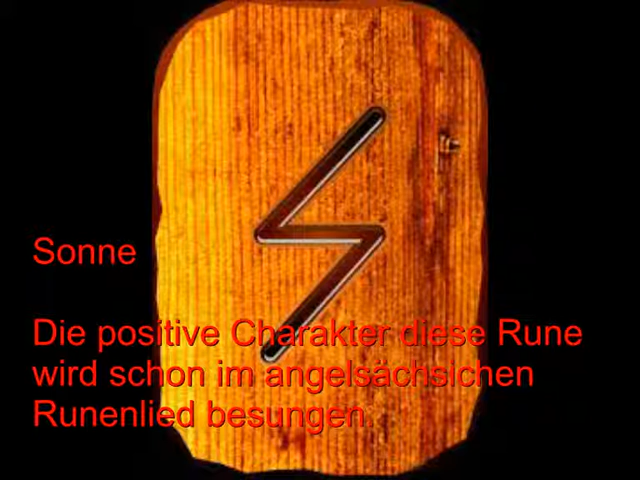 Sonne
Die positive Charakter diese Rune
wird schon im angelsächsichen
Runenlied besungen.